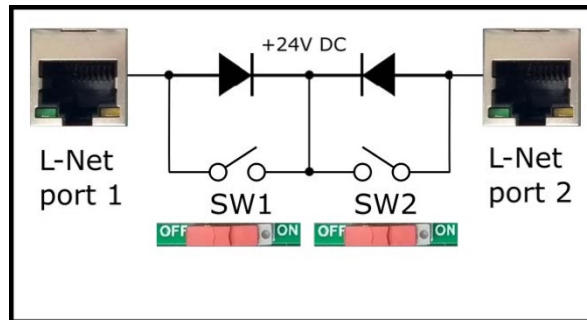 +24V DC
L-Net
port 1
L-Net
port 2
SW1
SW2
OFF ON
OFF ON